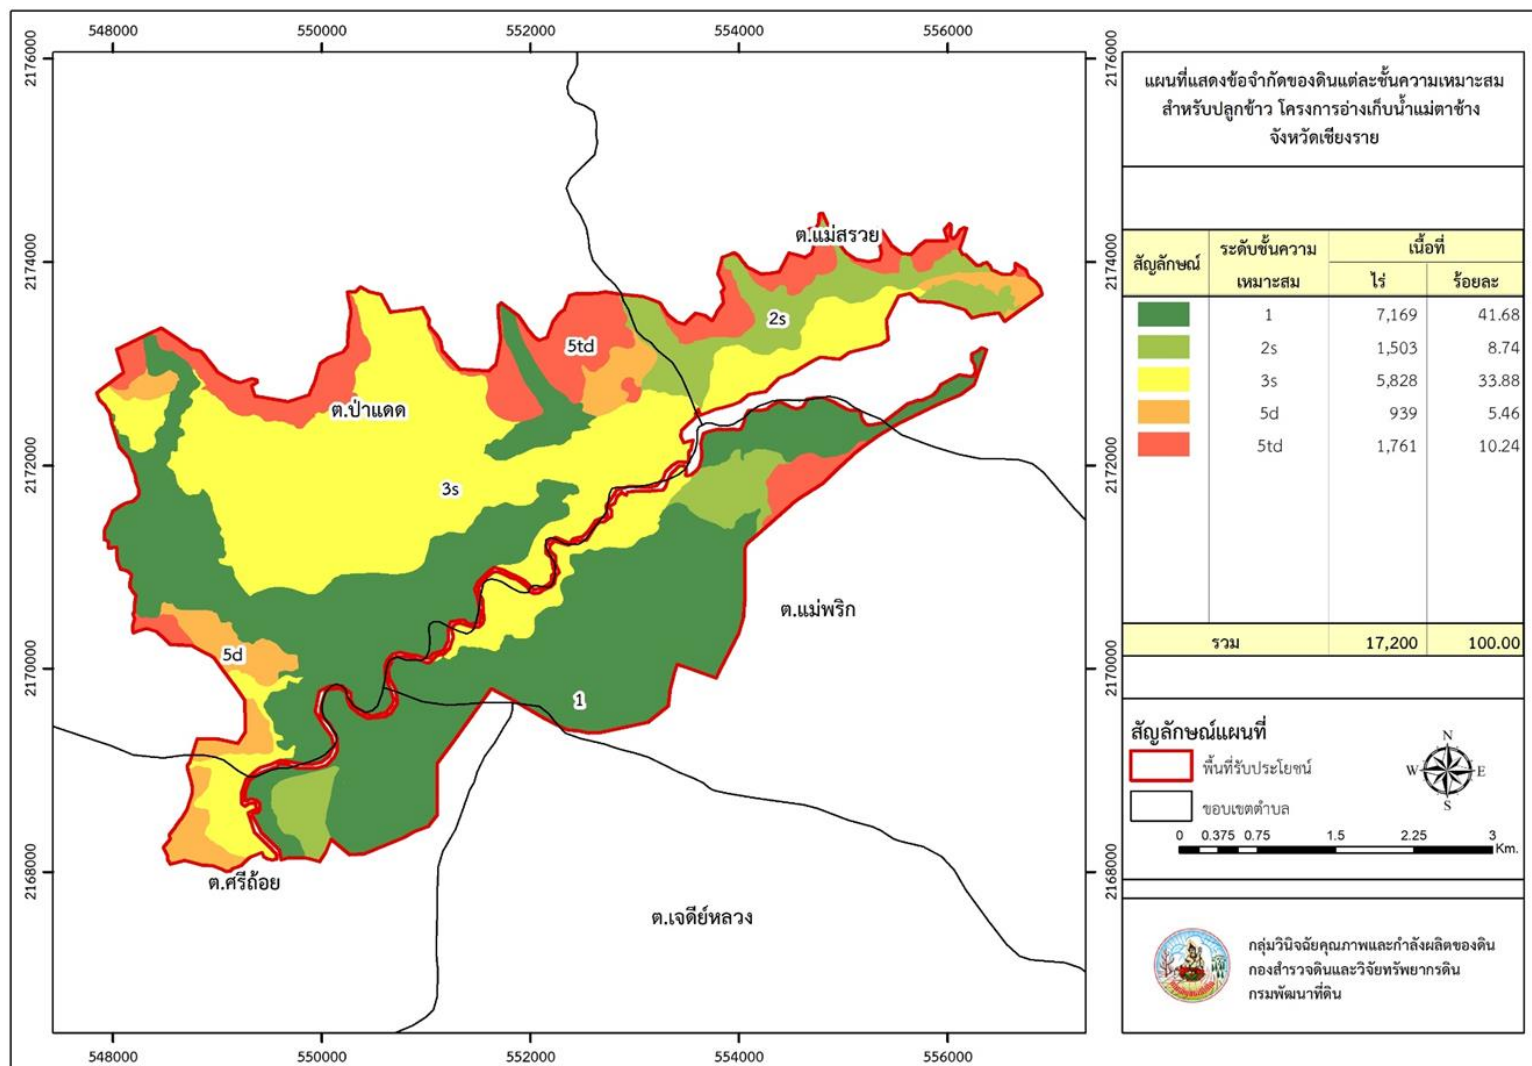 548000 550000 552000 554000 556000
2176000
2176000
2174000
2174000
2172000
2172000
2170000
2170000
2168000
2168000
ต.แม่สรวย
2s
5td
ต.ป่าแดด
3s
ต.แม่พริก
5d
1
ต.ศรีถ้อย
ต.เจดีย์หลวง
548000 550000 552000 554000 556000
แผนที่แสดงข้อจำกัดของดินแต่ละชั้นความเหมาะสม
สำหรับปลูกข้าว โครงการอ่างเก็บน้ำแม่ตาช้าง
จังหวัดเชียงราย
สัญลักษณ์ ระดับชั้นความเหมาะสม เนื้อที่
ไร่ ร้อยละ
1 7,169 41.68
2s 1,503 8.74
3s 5,828 33.88
5d 939 5.46
5td 1,761 10.24
รวม 17,200 100.00
สัญลักษณ์แผนที่
พื้นที่รับประโยชน์
ขอบเขตตำบล
N
W E
S
0 0.375 0.75 1.5 2.25 3
Km.
กลุ่มวินิจฉัยคุณภาพและกำลังผลิตของดิน
กองสำรวจดินและวิจัยทรัพยากรดิน
กรมพัฒนาที่ดิน